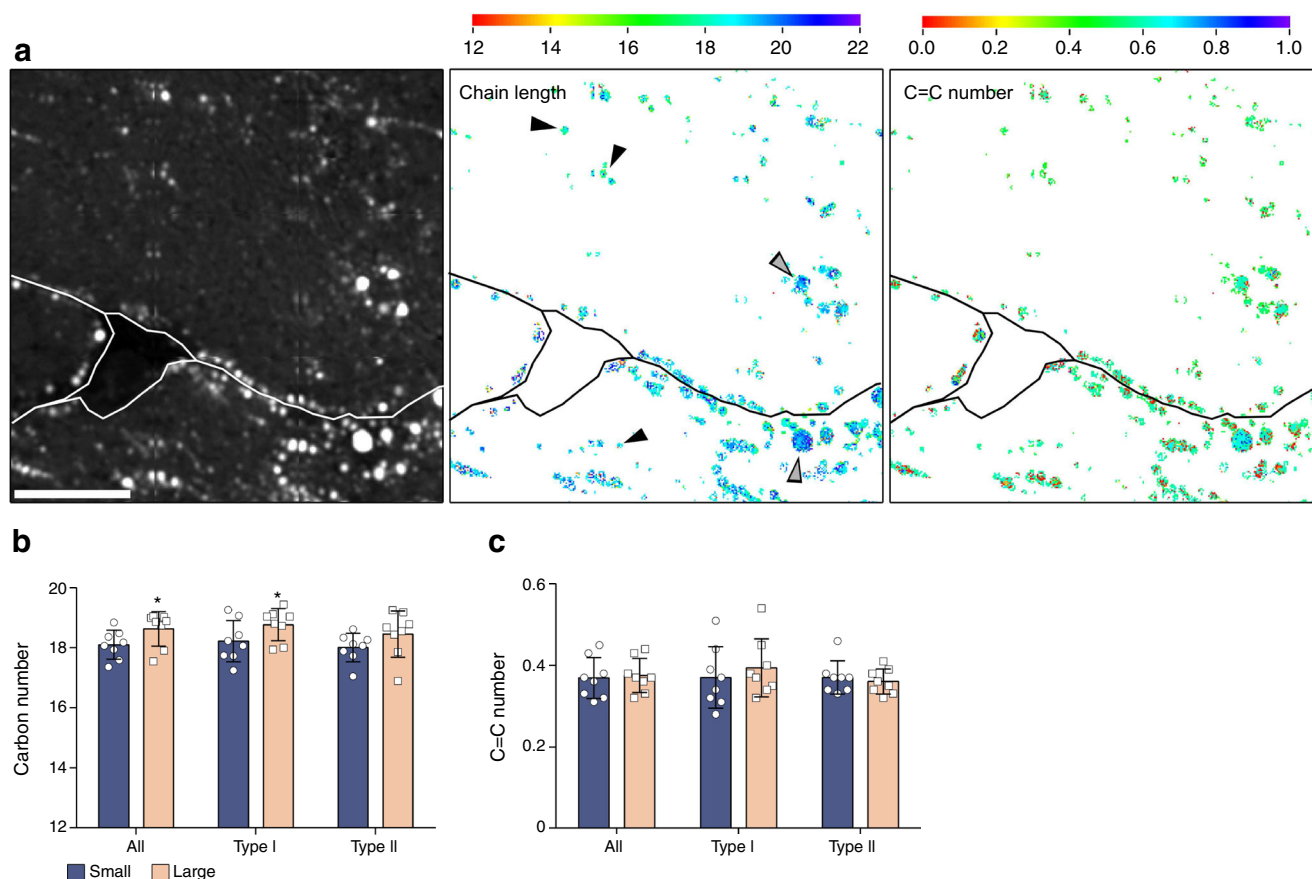 a
12 14 16 18 20 22
0.0 0.2 0.4 0.6 0.8 1.0
Chain length
C=C number
b
Carbon number
20
18
16
14
12
*
*
All Type I Type II
Small Large
c
C=C number
0.6
0.4
0.2
0
All Type I Type II